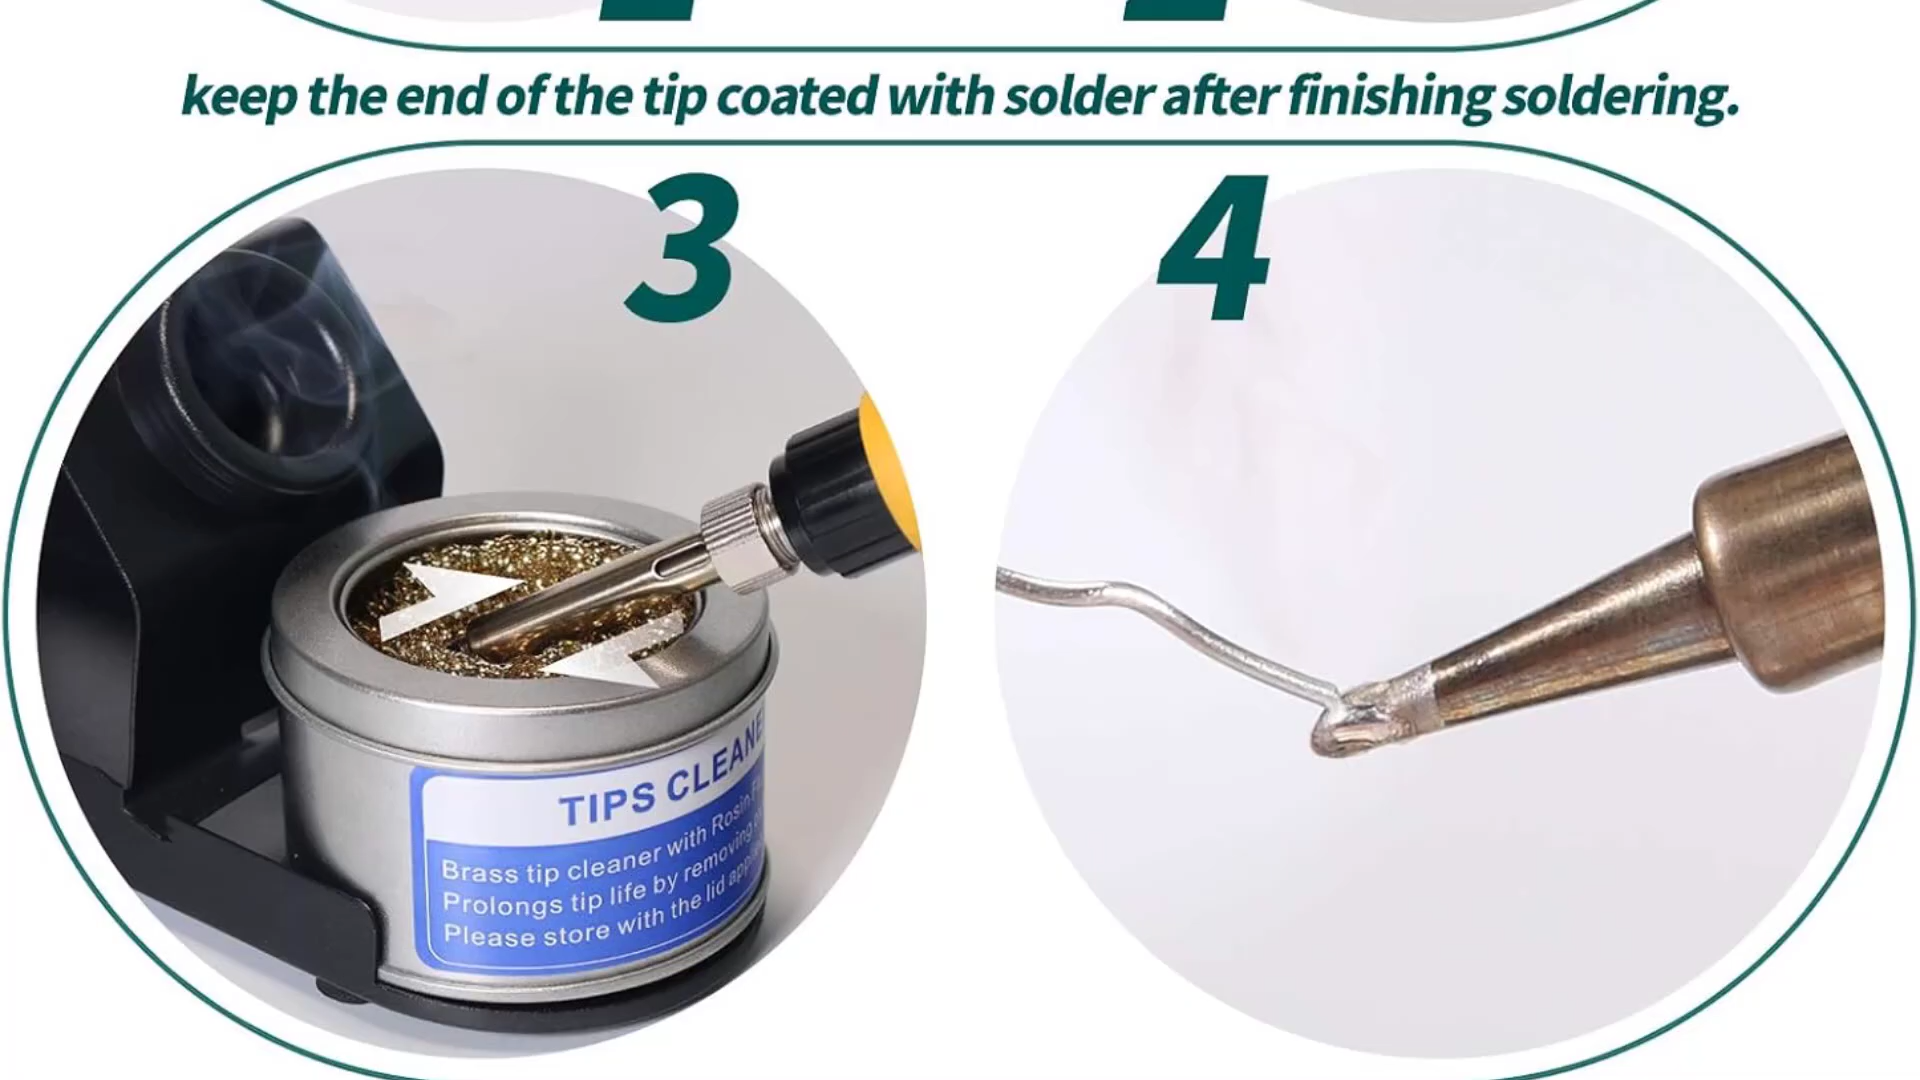 keep the end of the tip coated with solder after finishing soldering.
3
4
TIPS
Brass tip cleaner with Rosin
Prolongs tip life by removing
Please store with the lid